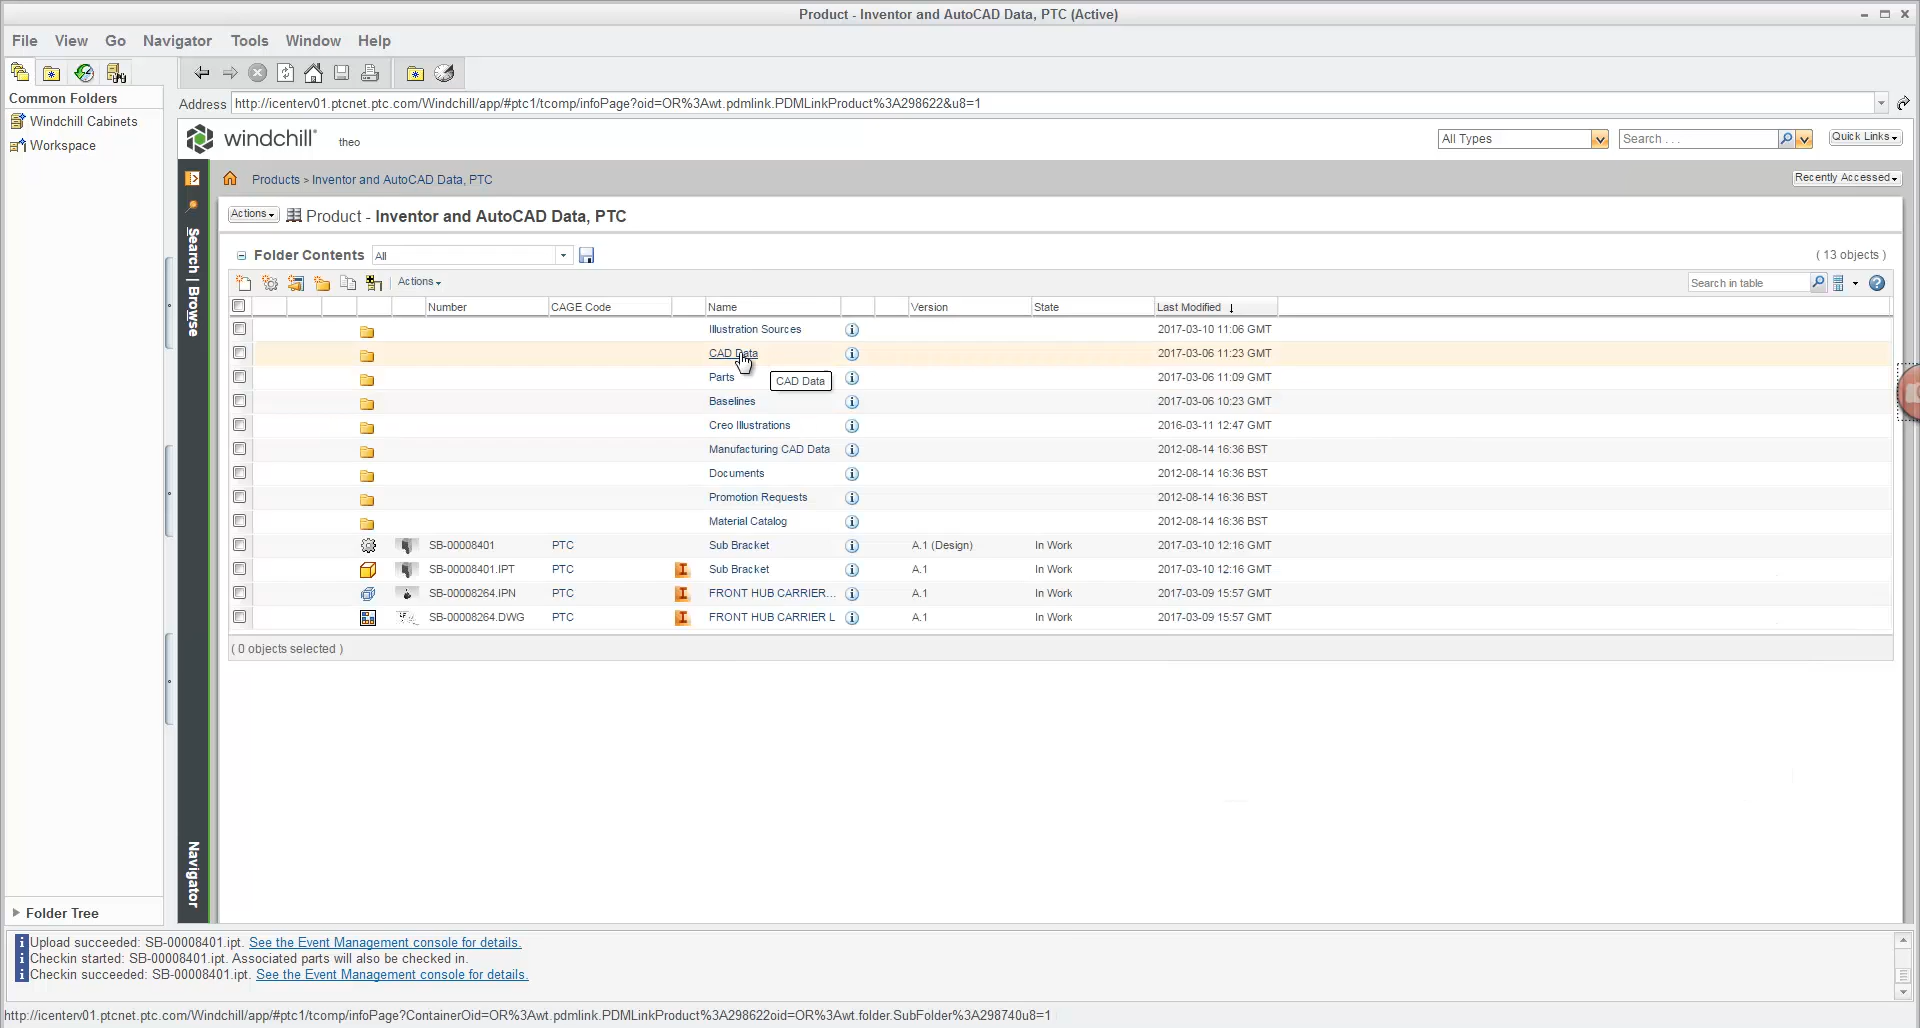 Product - Inventor and AutoCAD Data, PTC (Active)
File View Go Navigator Tools Window Help
Common Folders
Windchill Cabinets
Workspace
Address http://icenterv01.ptcnet.ptc.com/Windchill/app/#ptc1/tcomp/infoPage?oid=OR%3Awt.pdmlink.PDMLinkProduct%3A298622&u8=1
windchill® theo
All Types Search . . . Quick Links
Products > Inventor and AutoCAD Data, PTC
Recently Accessed
Search | Browse
Navigator
Actions Product - Inventor and AutoCAD Data, PTC
Folder Contents All ( 13 objects )
Actions Search in table
Number CAGE Code Name Version State Last Modified ↓
Illustration Sources 2017-03-10 11:06 GMT
CAD Data 2017-03-06 11:23 GMT
Parts 2017-03-06 11:09 GMT
CAD Data
Baselines 2017-03-06 10:23 GMT
Creo Illustrations 2016-03-11 12:47 GMT
Manufacturing CAD Data 2012-08-14 16:36 BST
Documents 2012-08-14 16:36 BST
Promotion Requests 2012-08-14 16:36 BST
Material Catalog 2012-08-14 16:36 BST
SB-00008401 PTC Sub Bracket A.1 (Design) In Work 2017-03-10 12:16 GMT
SB-00008401.IPT PTC Sub Bracket A.1 In Work 2017-03-10 12:16 GMT
SB-00008264.IPN PTC FRONT HUB CARRIER... A.1 In Work 2017-03-09 15:57 GMT
SB-00008264.DWG PTC FRONT HUB CARRIER L A.1 In Work 2017-03-09 15:57 GMT
( 0 objects selected )
Folder Tree
Upload succeeded: SB-00008401.ipt. See the Event Management console for details.
Checkin started: SB-00008401.ipt. Associated parts will also be checked in.
Checkin succeeded: SB-00008401.ipt. See the Event Management console for details.
http://icenterv01.ptcnet.ptc.com/Windchill/app/#ptc1/tcomp/infoPage?ContainerOid=OR%3Awt.pdmlink.PDMLinkProduct%3A298622oid=OR%3Awt.folder.SubFolder%3A298740u8=1